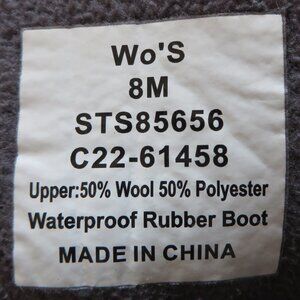 Wo'S
8M
STS85656
C22-61458
Upper:50% Wool 50% Polyester
Waterproof Rubber Boot
MADE IN CHINA